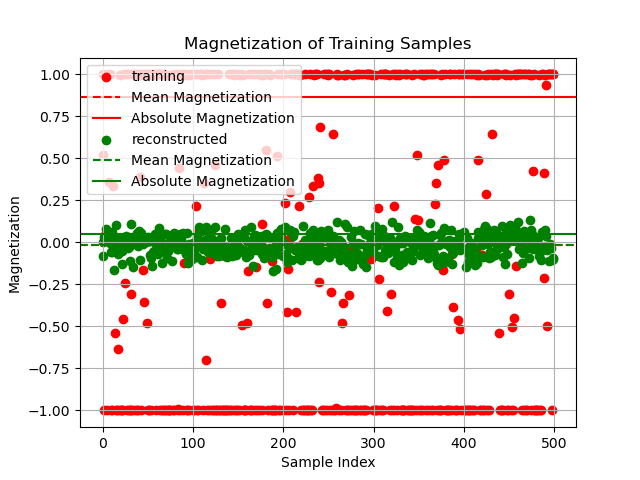 Magnetization of Training Samples
training
Mean Magnetization
Absolute Magnetization
reconstructed
Mean Magnetization
Absolute Magnetization
Magnetization
1.00
0.75
0.50
0.25
0.00
−0.25
−0.50
−0.75
−1.00
0 100 200 300 400 500
Sample Index